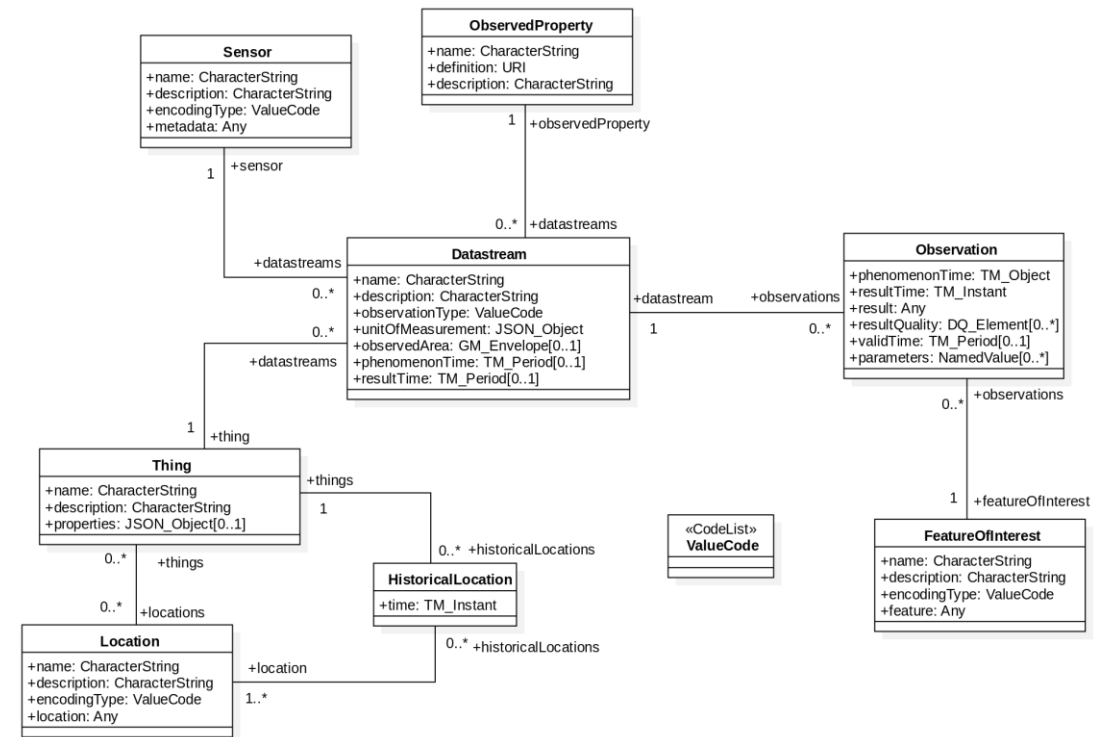 ObservedProperty
+name: CharacterString
+definition: URI
+description: CharacterString
Sensor
+name: CharacterString
+description: CharacterString
+encodingType: ValueCode
+metadata: Any
1
+observedProperty
1
+sensor
0..*
+datastreams
+datastreams
0..*
Datastream
+name: CharacterString
+description: CharacterString
+observationType: ValueCode
+unitOfMeasurement: JSON_Object
+observedArea: GM_Envelope[0..1]
+phenomenonTime: TM_Period[0..1]
+resultTime: TM_Period[0..1]
+datastream
1
+observations
0..*
Observation
+phenomenonTime: TM_Object
+resultTime: TM_Instant
+result: Any
+resultQuality: DQ_Element[0..*]
+validTime: TM_Period[0..1]
+parameters: NamedValue[0..*]
0..*
+datastreams
0..*
+observations
1
+thing
Thing
+name: CharacterString
+description: CharacterString
+properties: JSON_Object[0..1]
+things
1
1
+featureOfInterest
«CodeList»
ValueCode
FeatureOfInterest
+name: CharacterString
+description: CharacterString
+encodingType: ValueCode
+feature: Any
0..*
+things
0..*
+historicalLocations
HistoricalLocation
+time: TM_Instant
0..*
+locations
0..*
+historicalLocations
Location
+name: CharacterString
+description: CharacterString
+encodingType: ValueCode
+location: Any
+location
1..*